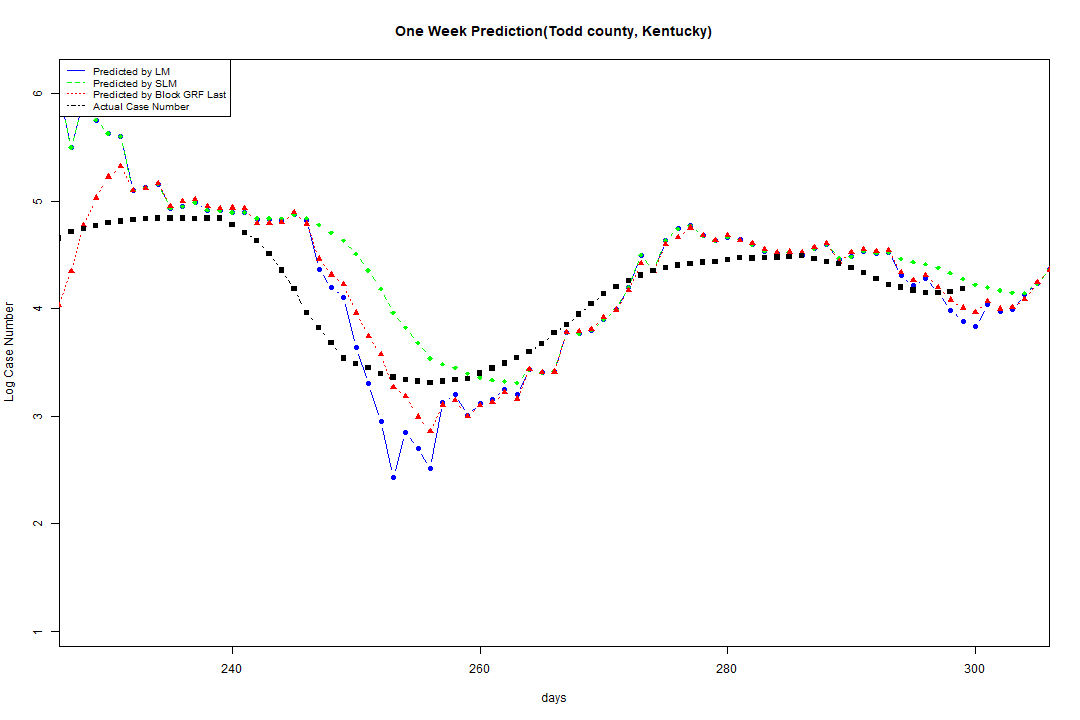 One Week Prediction(Todd county, Kentucky)
Predicted by LM
Predicted by SLM
Predicted by Block GRF Last
Actual Case Number
6
5
4
3
2
1
Log Case Number
240
260
280
300
days